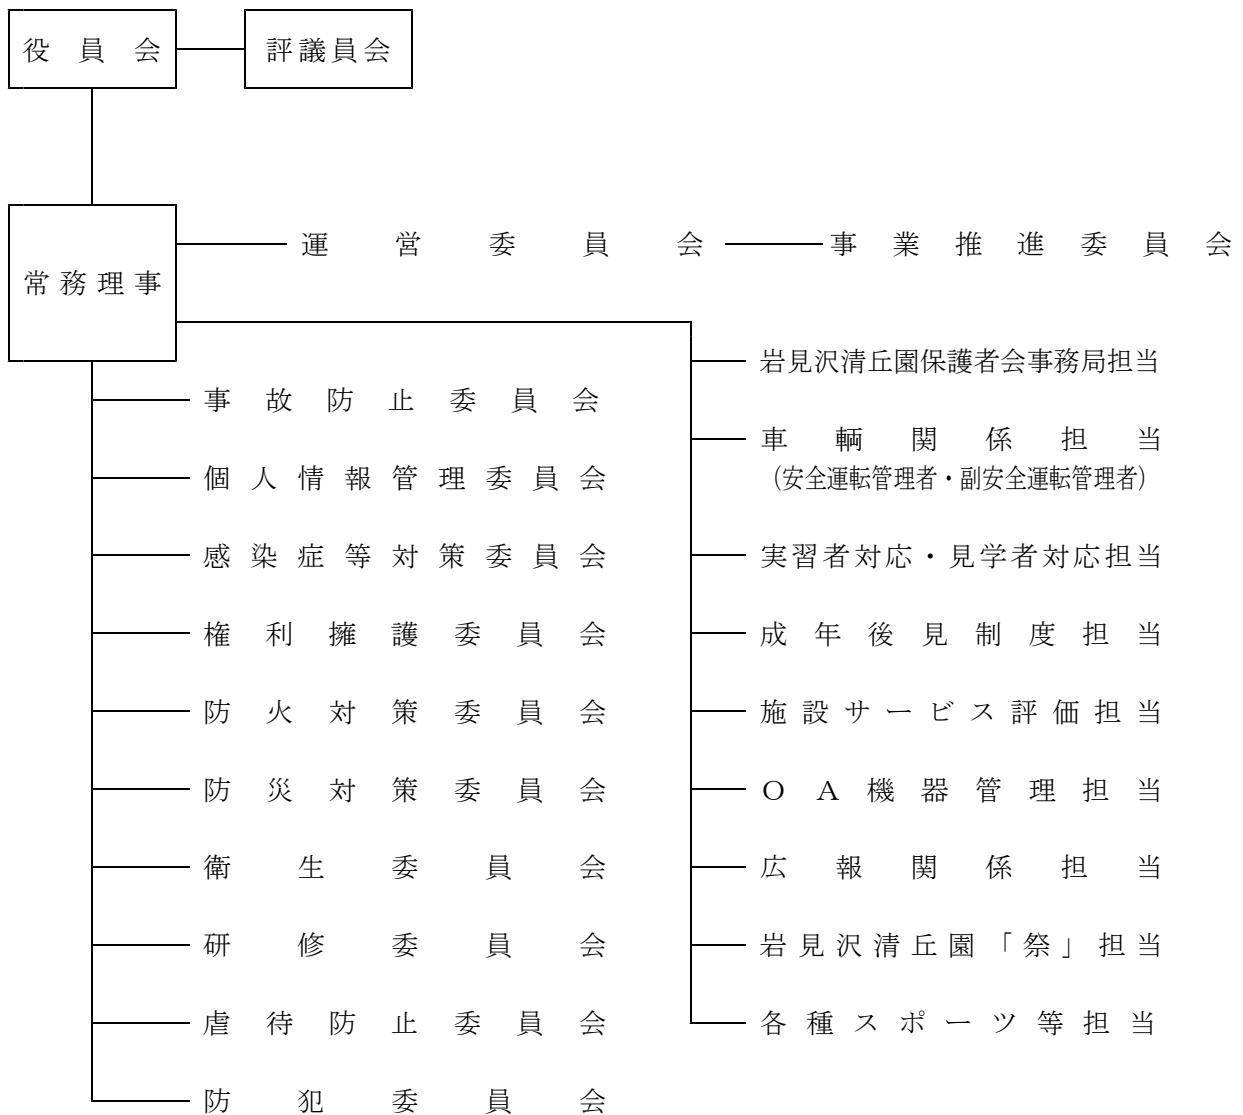 役員会
評議員会
常務理事
運営委員会
事業推進委員会
事故防止委員会
個人情報管理委員会
感染症等対策委員会
権利擁護委員会
防火対策委員会
防災対策委員会
衛生委員会
研修委員会
虐待防止委員会
防犯委員会
岩見沢清丘園保護者会事務局担当
車輌関係担当
(安全運転管理者・副安全運転管理者)
実習者対応・見学者対応担当
成年後見制度担当
施設サービス評価担当
OA機器管理担当
広報関係担当
岩見沢清丘園「祭」担当
各種スポーツ等担当